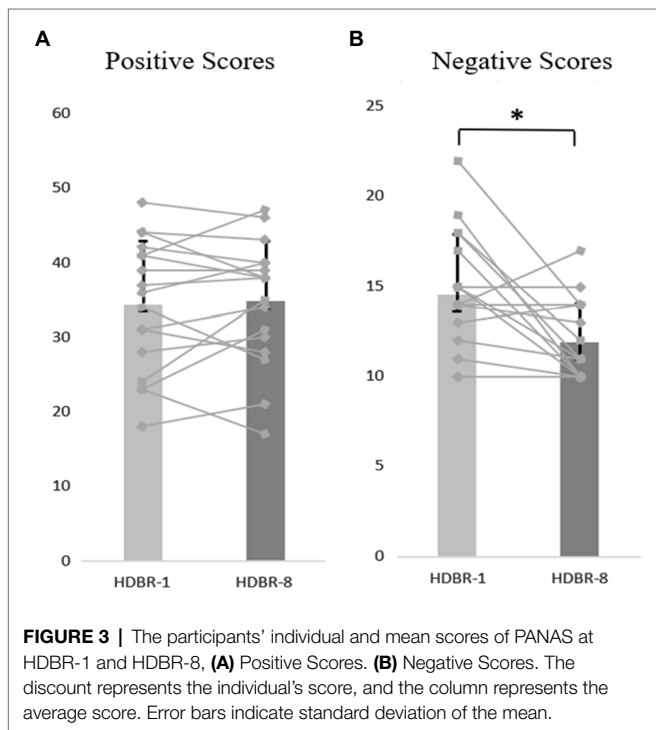 A
Positive Scores
60
50
40
30
20
10
0
HDBR-1
HDBR-8
B
Negative Scores
25
*
20
15
10
5
0
HDBR-1
HDBR-8
FIGURE 3 | The participants' individual and mean scores of PANAS at
HDBR-1 and HDBR-8, (A) Positive Scores. (B) Negative Scores. The
discount represents the individual's score, and the column represents the
average score. Error bars indicate standard deviation of the mean.